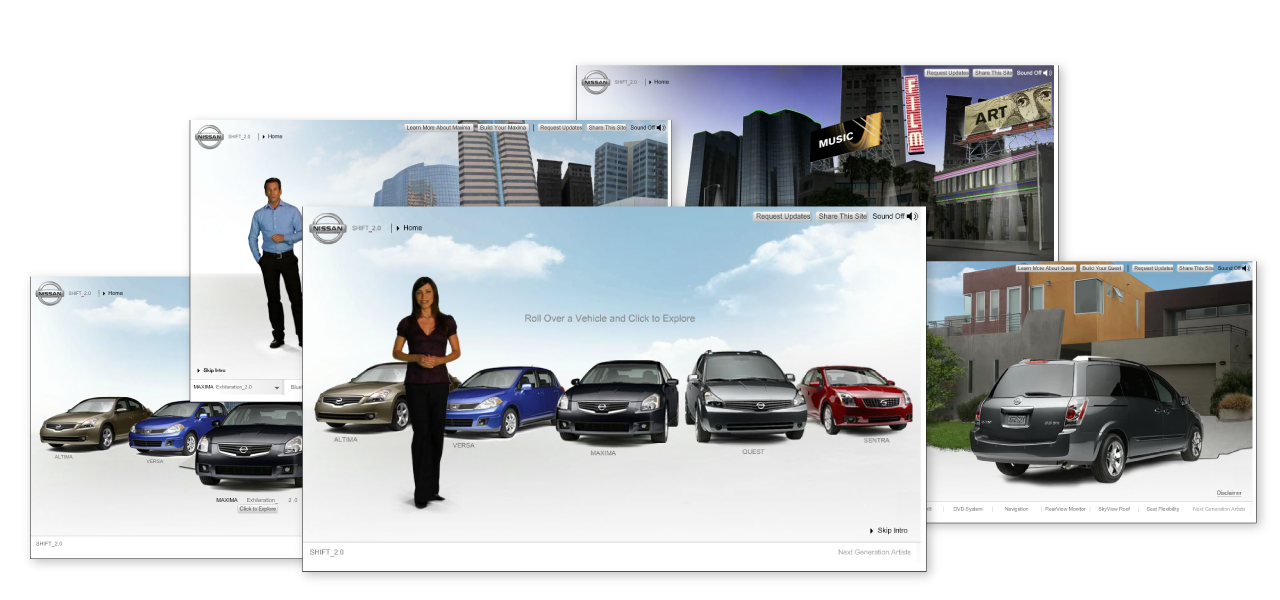 NISSAN
SHIFT_2.0 | Home
Request Updates
Share This Site
Sound Off
MUSIC
FILM
ART
NISSAN
SHIFT_2.0 | Home
Learn More About Maxima
Build Your Maxima
Request Updates
Share This Site
Sound Off
Skip Intro
MAXIMA Exhilaration_2.0
NISSAN
SHIFT_2.0 | Home
Request Updates
Share This Site
Sound Off
Roll Over a Vehicle and Click to Explore
ALTIMA
VERSA
MAXIMA
QUEST
SENTRA
Skip Intro
SHIFT_2.0
Next Generation Artists
NISSAN
SHIFT_2.0 | Home
ALTIMA
VERSA
MAXIMA Exhilaration_ 2.0
Click to Explore
SHIFT_2.0
Learn More About Quest
Build Your Quest
Request Updates
Share This Site
Sound Off
Disclaimer
DVD System | Navigation | RearView Monitor | SkyView Roof | Seat Flexibility
Next Generation Artists